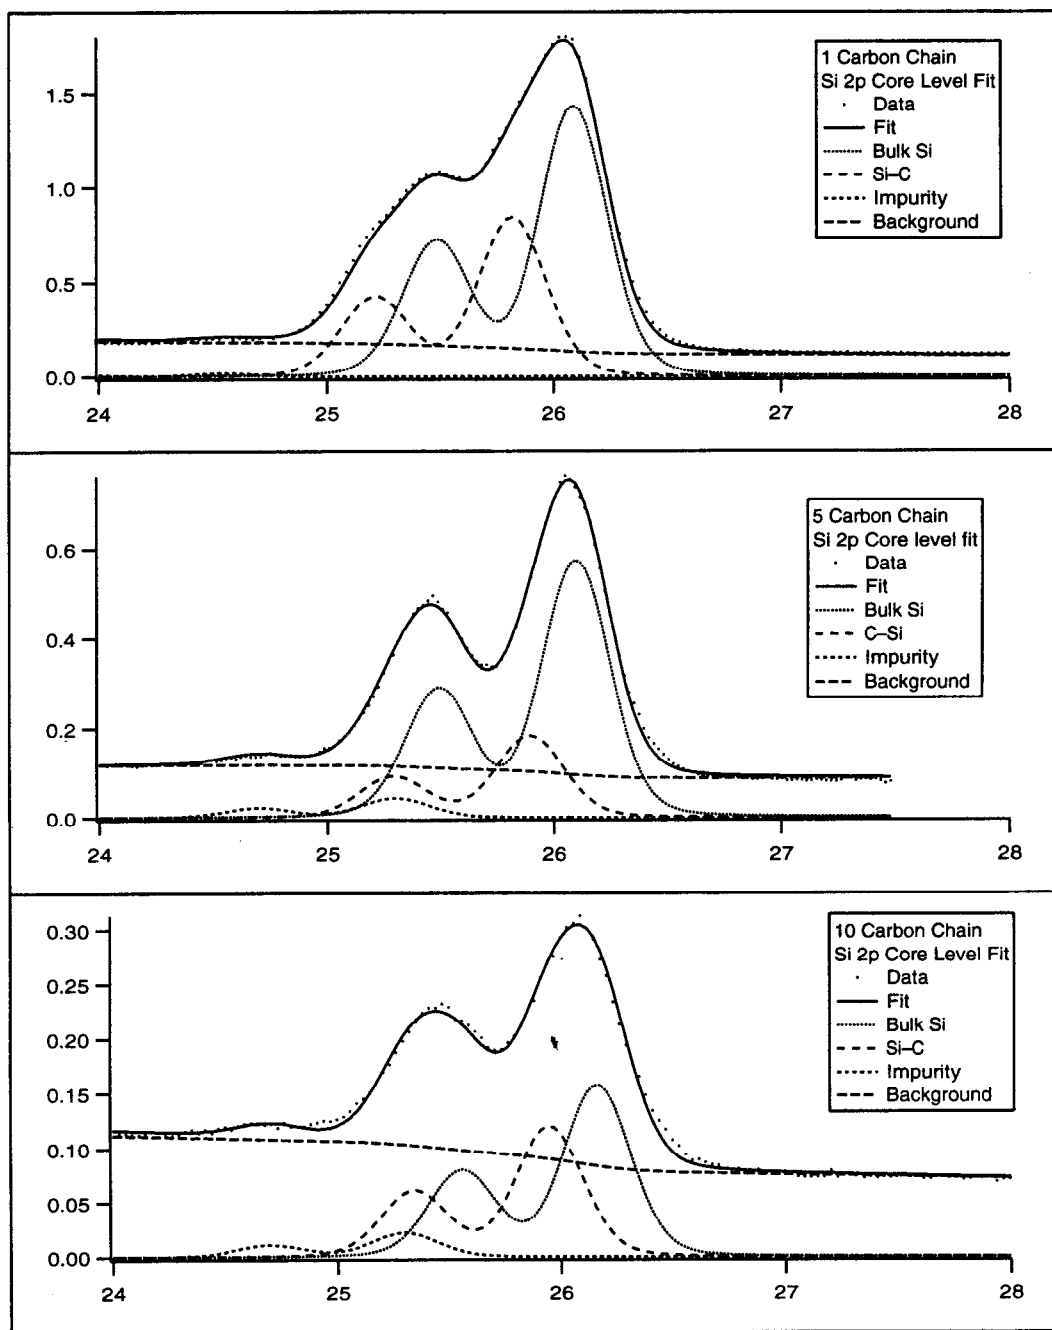 1.5
1.0
0.5
0.0
24 25 26 27 28
1 Carbon Chain
Si 2p Core Level Fit
Data
Fit
Bulk Si
Si–C
Impurity
Background
0.6
0.4
0.2
0.0
24 25 26 27 28
5 Carbon Chain
Si 2p Core level fit
Data
Fit
Bulk Si
C–Si
Impurity
Background
0.30
0.25
0.20
0.15
0.10
0.05
0.00
24 25 26 27 28
10 Carbon Chain
Si 2p Core Level Fit
Data
Fit
Bulk Si
Si–C
Impurity
Background